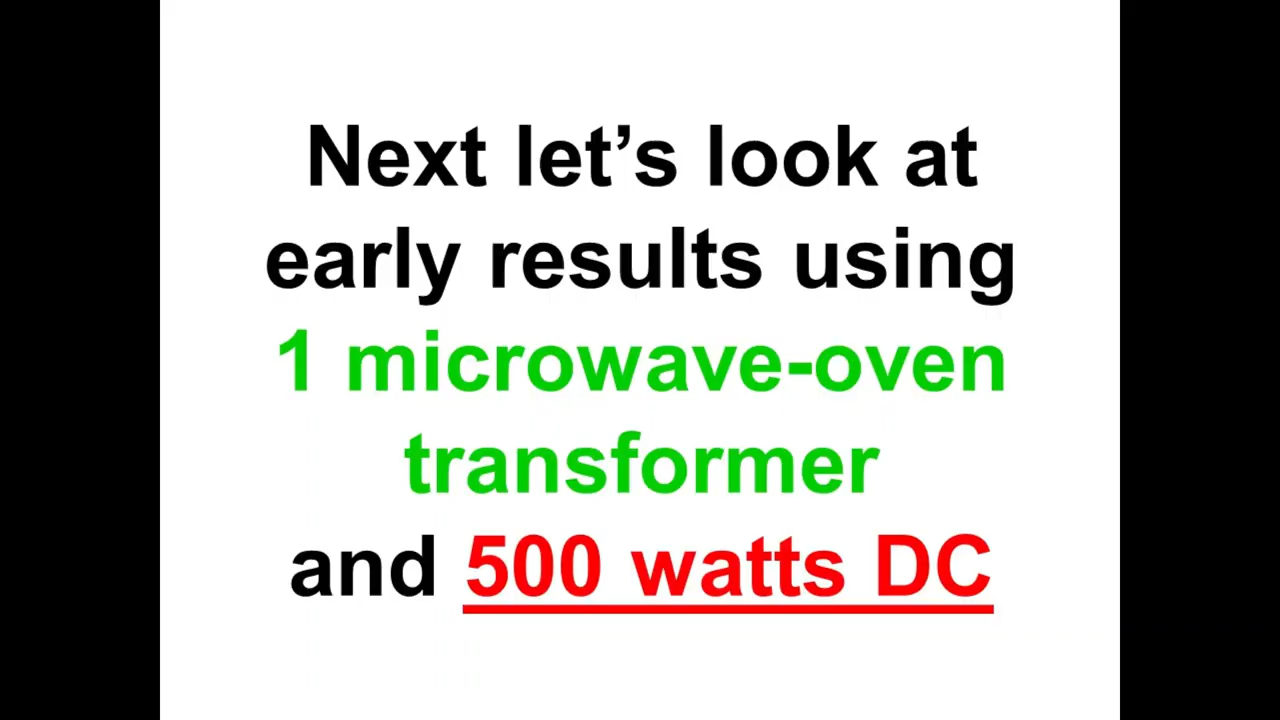 Next let’s look at
early results using
1 microwave-oven
transformer
and 500 watts DC